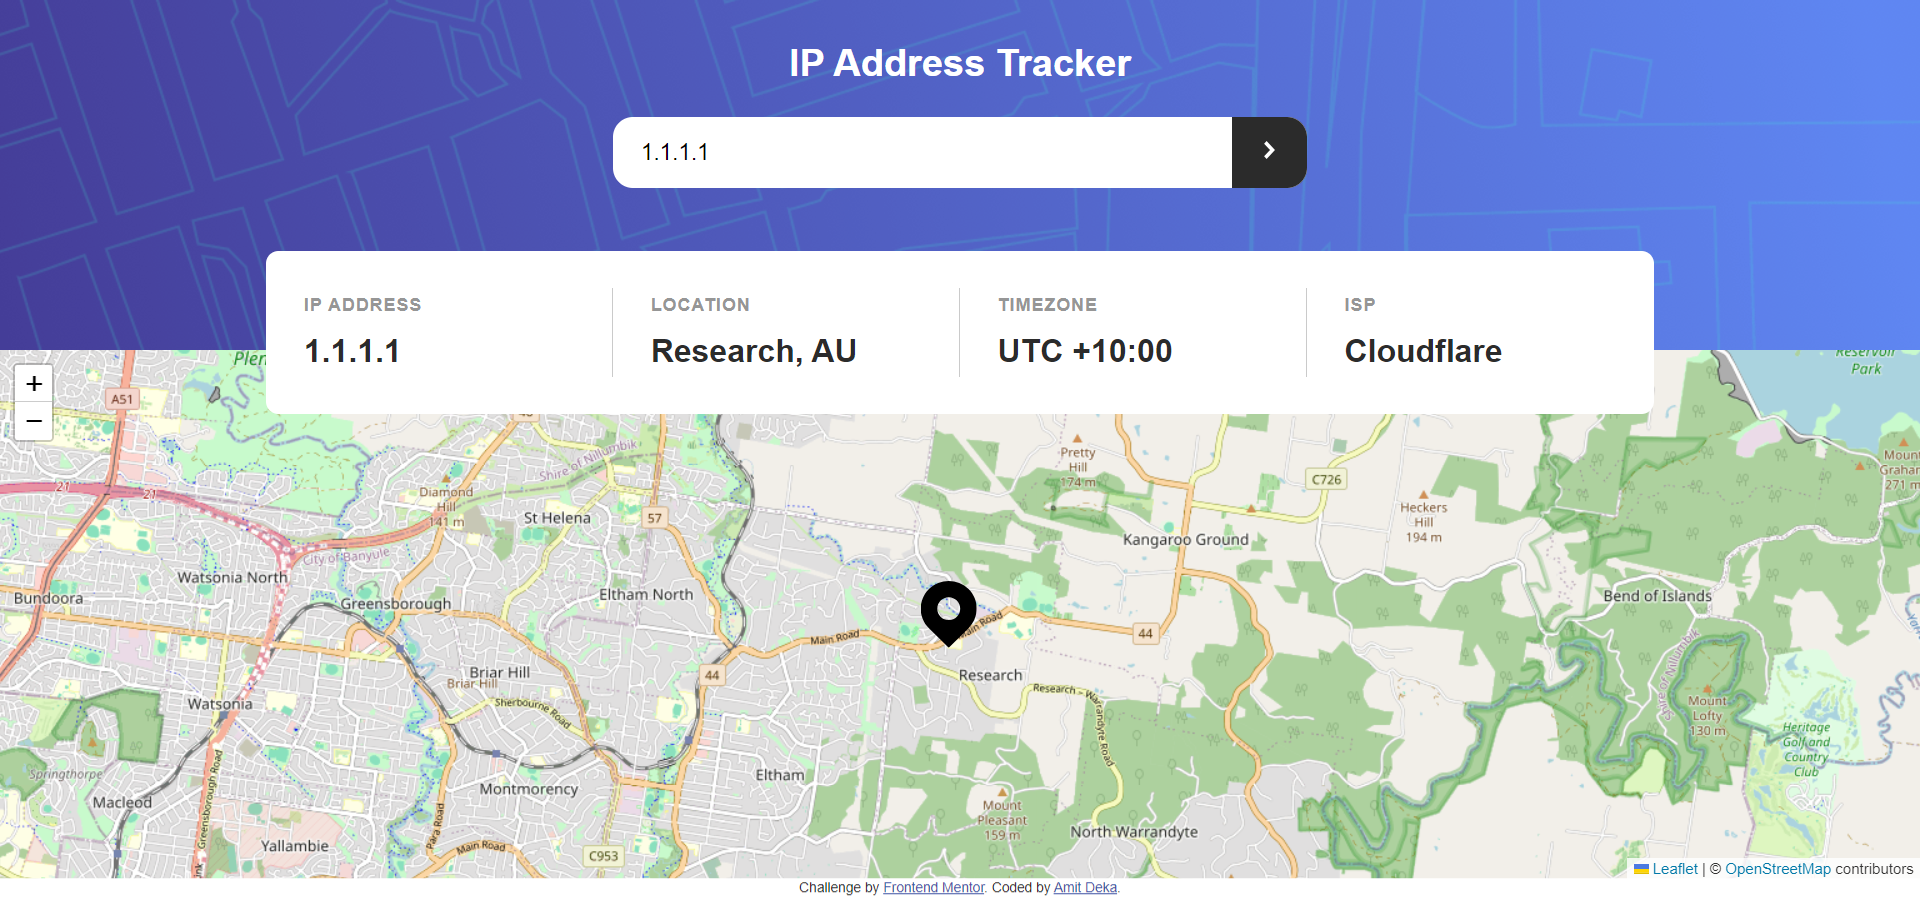 IP Address Tracker
1.1.1.1
IP ADDRESS
1.1.1.1
LOCATION
Research, AU
TIMEZONE
UTC +10:00
ISP
Cloudflare
+
−
A51
Reservoir
Park
Pretty
Hill
174 m
Shire of Nillumbik
C726
Mount
Graham
271 m
21
21
Diamond
Hill
141 m
St Helena
57
Heckers
Hill
194 m
Kangaroo Ground
City of Banyule
Watsonia North
Bundoora
Greensborough
Eltham North
Bend of Islands
Main Road
Main Road
44
44
Research
Briar Hill
Briar Hill
Sherbourne Road
Research - Warrandyte Road
Shire of Nillumbik
Watsonia
Mount
Lofty
130 m
Heritage
Golf and
Country
Club
Springthorpe
Macleod
Greensborough Road
Montmorency
Eltham
Mount
Pleasant
159 m
North Warrandyte
Para Road
Main Road
Yallambie
C953
Leaflet | © OpenStreetMap contributors
Challenge by Frontend Mentor. Coded by Amit Deka.